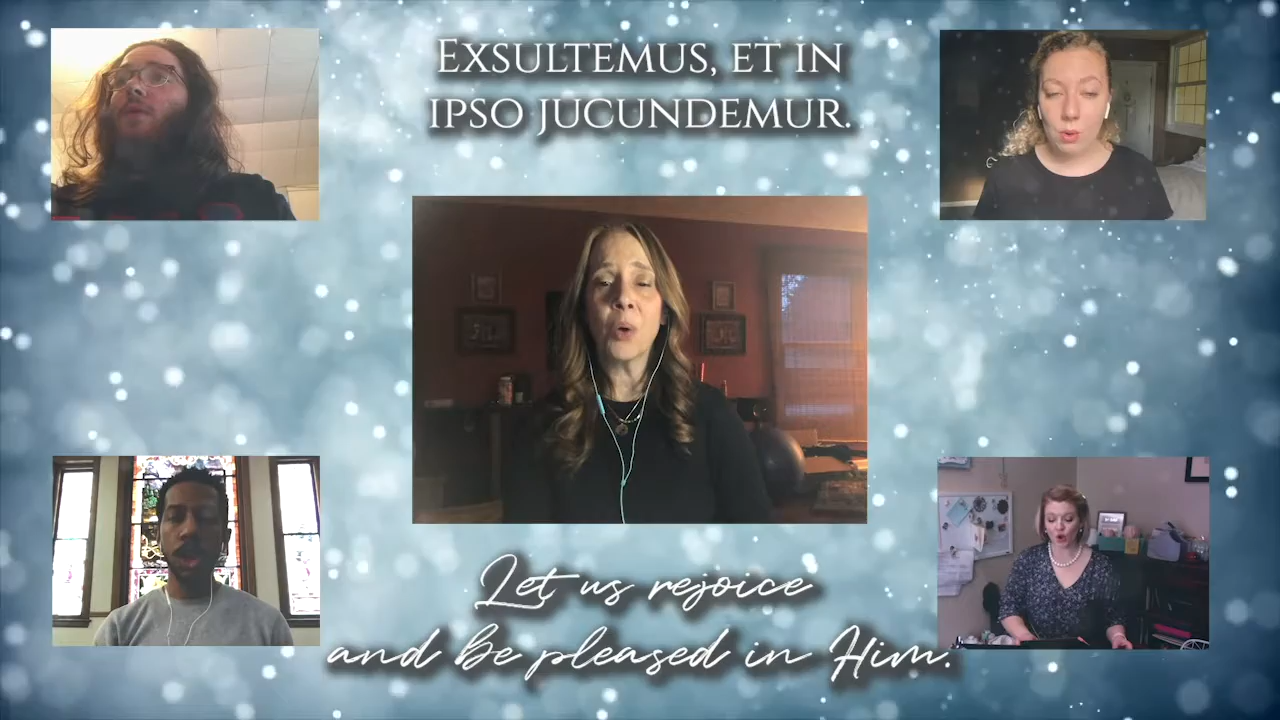 Exsultemus, et in
ipso jucundemur.
Let us rejoice
and be pleased in Him.